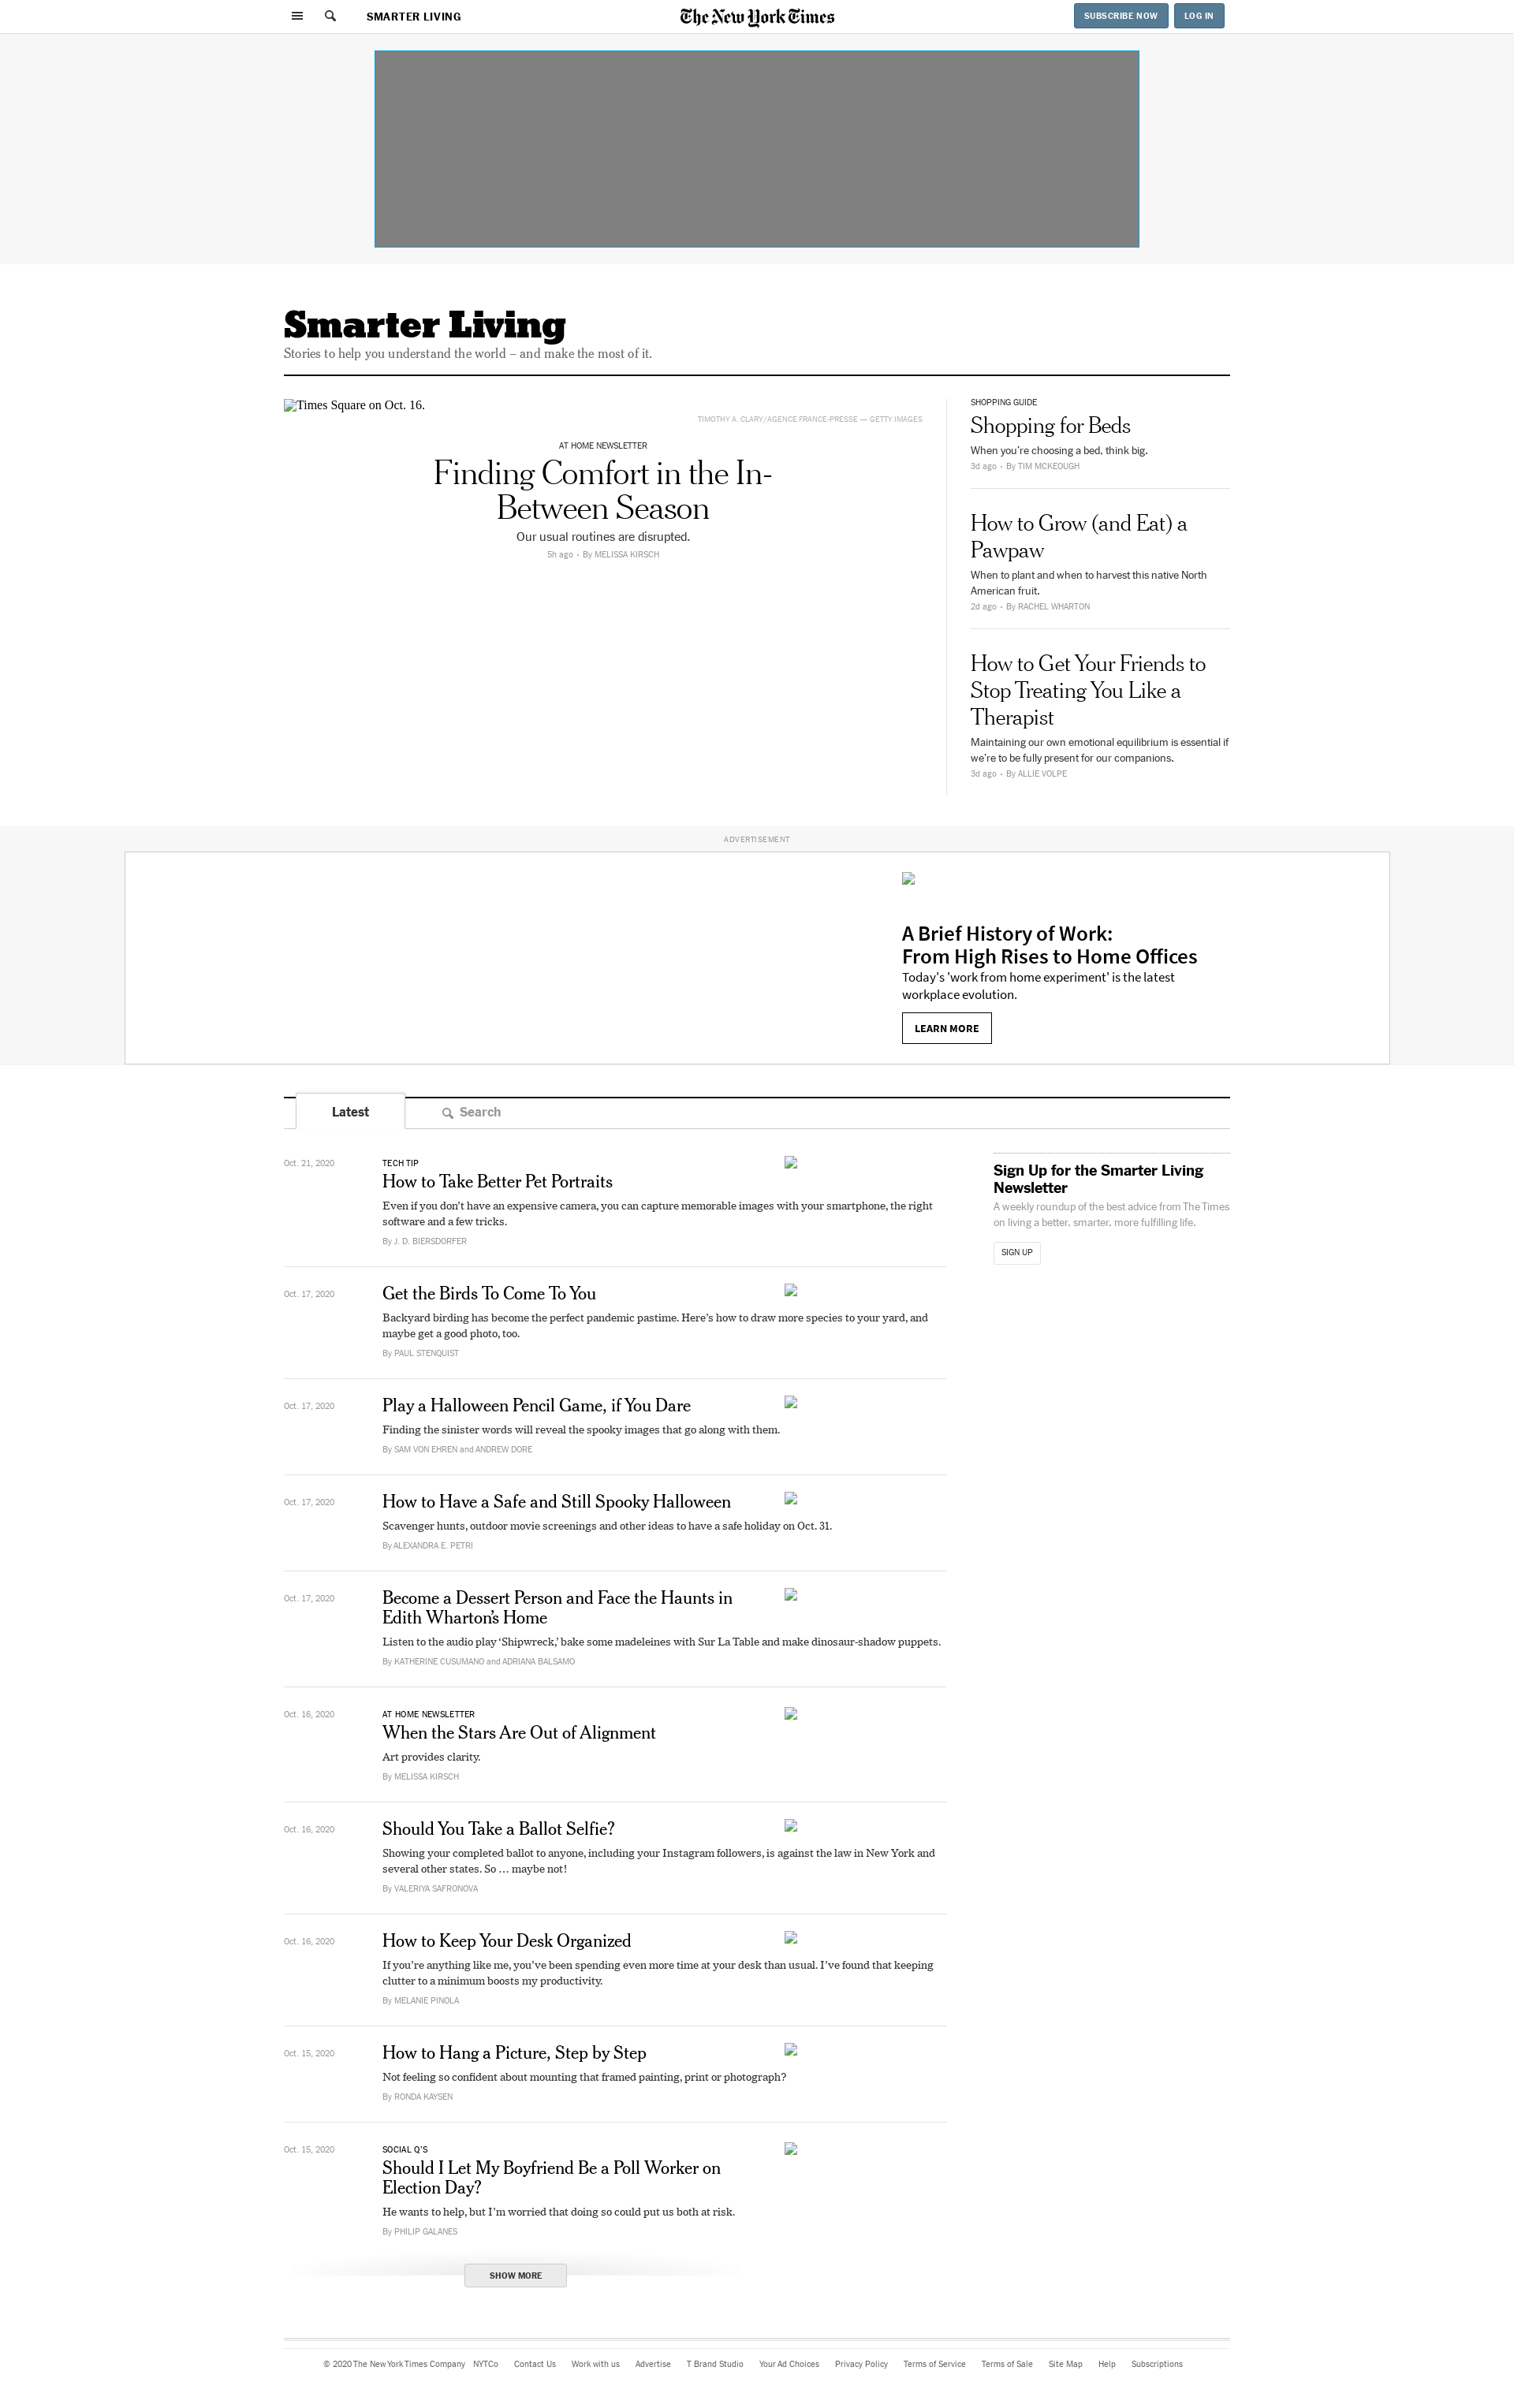 SMARTER LIVING
The New York Times
SUBSCRIBE NOW
LOG IN
Smarter Living
Stories to help you understand the world – and make the most of it.
Times Square on Oct. 16.
TIMOTHY A. CLARY/AGENCE FRANCE-PRESSE — GETTY IMAGES
AT HOME NEWSLETTER
Finding Comfort in the In-
Between Season
Our usual routines are disrupted.
5h ago • By MELISSA KIRSCH
SHOPPING GUIDE
Shopping for Beds
When you’re choosing a bed, think big.
3d ago • By TIM MCKEOUGH
How to Grow (and Eat) a
Pawpaw
When to plant and when to harvest this native North
American fruit.
2d ago • By RACHEL WHARTON
How to Get Your Friends to
Stop Treating You Like a
Therapist
Maintaining our own emotional equilibrium is essential if
we’re to be fully present for our companions.
3d ago • By ALLIE VOLPE
ADVERTISEMENT
A Brief History of Work:
From High Rises to Home Offices
Today's 'work from home experiment' is the latest
workplace evolution.
LEARN MORE
Latest
Search
Oct. 21, 2020
TECH TIP
How to Take Better Pet Portraits
Even if you don’t have an expensive camera, you can capture memorable images with your smartphone, the right
software and a few tricks.
By J. D. BIERSDORFER
Sign Up for the Smarter Living
Newsletter
A weekly roundup of the best advice from The Times
on living a better, smarter, more fulfilling life.
SIGN UP
Oct. 17, 2020
Get the Birds To Come To You
Backyard birding has become the perfect pandemic pastime. Here’s how to draw more species to your yard, and
maybe get a good photo, too.
By PAUL STENQUIST
Oct. 17, 2020
Play a Halloween Pencil Game, if You Dare
Finding the sinister words will reveal the spooky images that go along with them.
By SAM VON EHREN and ANDREW DORE
Oct. 17, 2020
How to Have a Safe and Still Spooky Halloween
Scavenger hunts, outdoor movie screenings and other ideas to have a safe holiday on Oct. 31.
By ALEXANDRA E. PETRI
Oct. 17, 2020
Become a Dessert Person and Face the Haunts in
Edith Wharton’s Home
Listen to the audio play ‘Shipwreck,’ bake some madeleines with Sur La Table and make dinosaur-shadow puppets.
By KATHERINE CUSUMANO and ADRIANA BALSAMO
Oct. 16, 2020
AT HOME NEWSLETTER
When the Stars Are Out of Alignment
Art provides clarity.
By MELISSA KIRSCH
Oct. 16, 2020
Should You Take a Ballot Selfie?
Showing your completed ballot to anyone, including your Instagram followers, is against the law in New York and
several other states. So … maybe not!
By VALERIYA SAFRONOVA
Oct. 16, 2020
How to Keep Your Desk Organized
If you’re anything like me, you’ve been spending even more time at your desk than usual. I’ve found that keeping
clutter to a minimum boosts my productivity.
By MELANIE PINOLA
Oct. 15, 2020
How to Hang a Picture, Step by Step
Not feeling so confident about mounting that framed painting, print or photograph?
By RONDA KAYSEN
Oct. 15, 2020
SOCIAL Q’S
Should I Let My Boyfriend Be a Poll Worker on
Election Day?
He wants to help, but I’m worried that doing so could put us both at risk.
By PHILIP GALANES
SHOW MORE
© 2020 The New York Times Company NYTCo Contact Us Work with us Advertise T Brand Studio Your Ad Choices Privacy Policy Terms of Service Terms of Sale Site Map Help Subscriptions